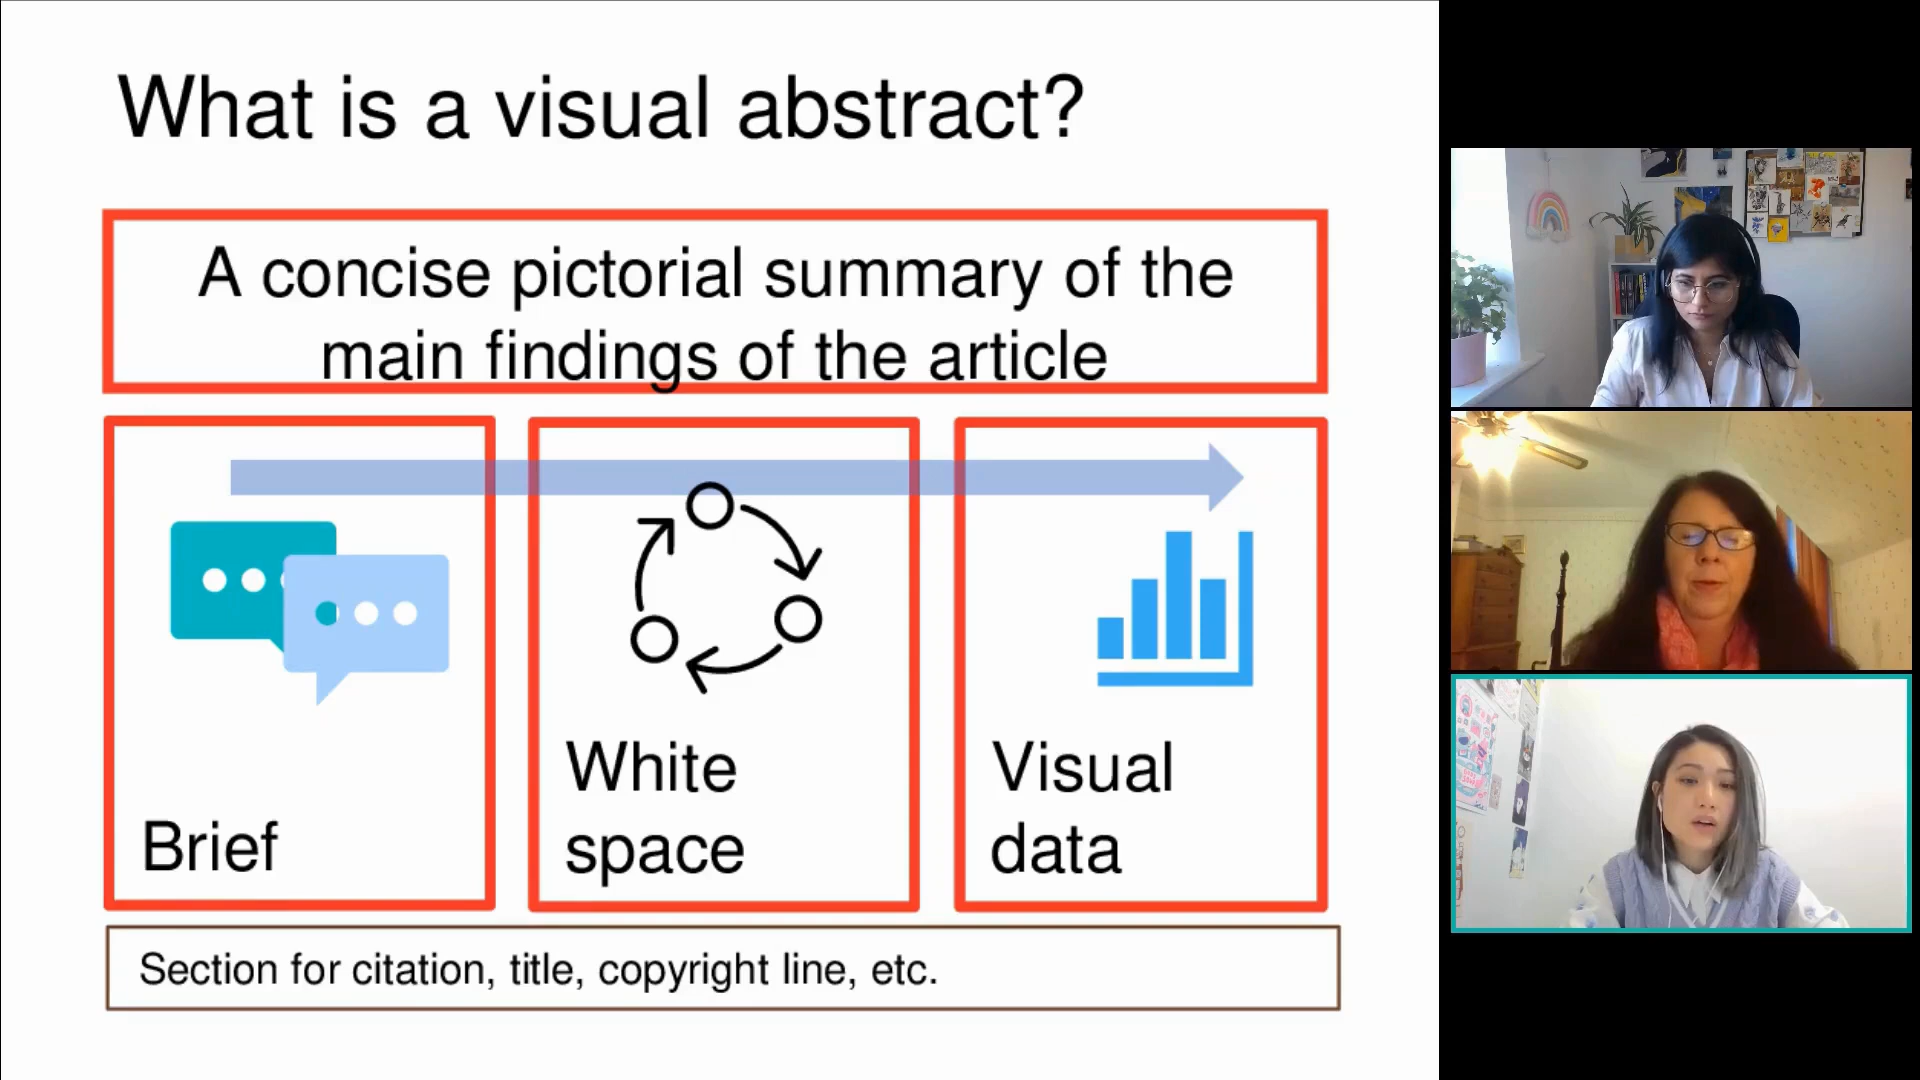 What is a visual abstract?
A concise pictorial summary of the
main findings of the article
Brief
White
space
Visual
data
Section for citation, title, copyright line, etc.